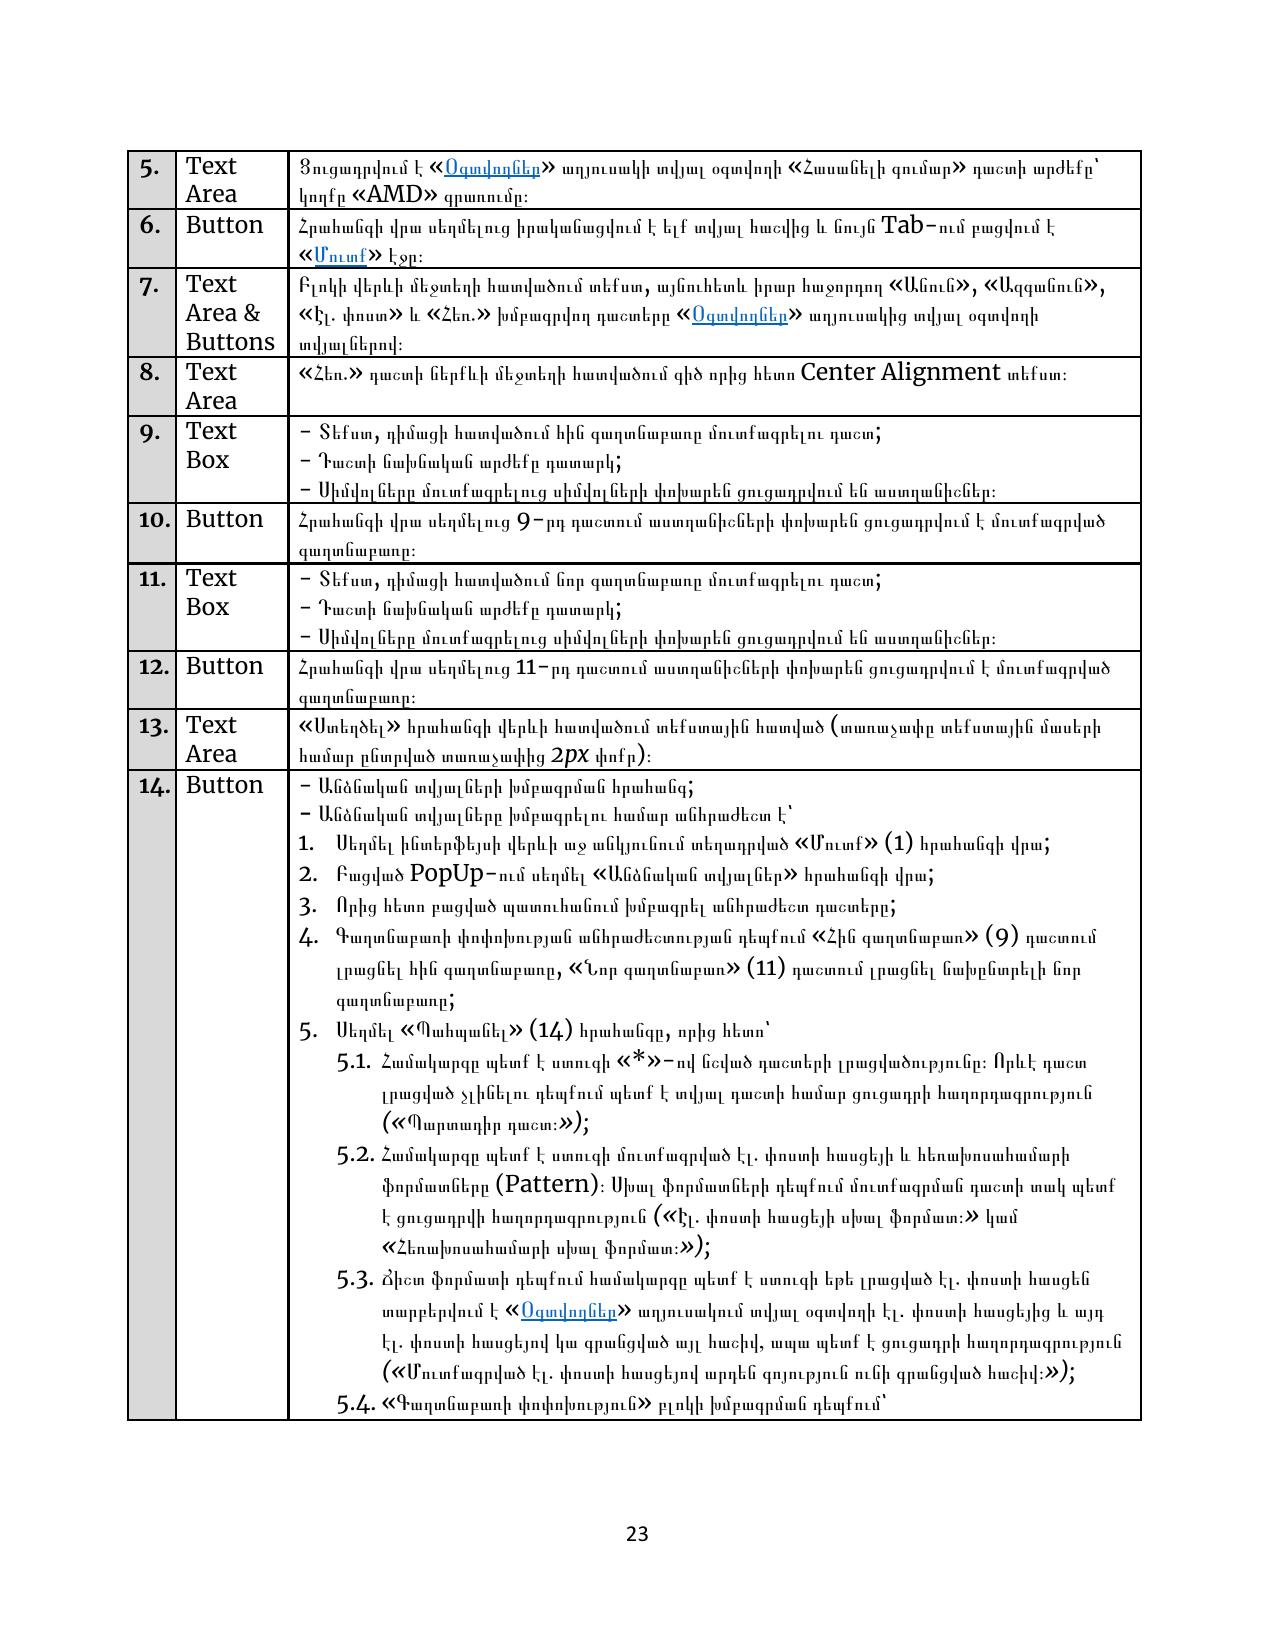 5. Text Ցուցադրվում է «Օգտվողներ» աղյուսակի տվյալ օգտվողի «Հասանելի գումար» դաշտի արժեքը՝
Area կողքը «AMD» գրառումը։
6. Button Հրահանգի վրա սեղմելուց իրականացվում է ելք տվյալ հաշվից և նույն Tab-ում բացվում է
«Մուտք» էջը։
7. Text Բլոկի վերևի մեջտեղի հատվածում տեքստ, այնուհետև իրար հաջորդող «Անուն», «Ազգանուն»,
Area & «Էլ. փոստ» և «Հեռ.» խմբագրվող դաշտերը «Օգտվողներ» աղյուսակից տվյալ օգտվողի
Buttons տվյալներով։
8. Text «Հեռ.» դաշտի ներքևի մեջտեղի հատվածում գիծ որից հետո Center Alignment տեքստ։
Area
9. Text - Տեքստ, դիմացի հատվածում հին գաղտնաբառը մուտքագրելու դաշտ;
Box - Դաշտի նախնական արժեքը դատարկ;
- Սիմվոլները մուտքագրելուց սիմվոլների փոխարեն ցուցադրվում են աստղանիշներ։
10. Button Հրահանգի վրա սեղմելուց 9-րդ դաշտում աստղանիշների փոխարեն ցուցադրվում է մուտքագրված
գաղտնաբառը։
11. Text - Տեքստ, դիմացի հատվածում նոր գաղտնաբառը մուտքագրելու դաշտ;
Box - Դաշտի նախնական արժեքը դատարկ;
- Սիմվոլները մուտքագրելուց սիմվոլների փոխարեն ցուցադրվում են աստղանիշներ։
12. Button Հրահանգի վրա սեղմելուց 11-րդ դաշտում աստղանիշների փոխարեն ցուցադրվում է մուտքագրված
գաղտնաբառը։
13. Text «Ստեղծել» հրահանգի վերևի հատվածում տեքստային հատված (տառաչափը տեքստային մասերի
Area համար ընտրված տառաչափից 2px փոքր)։
14. Button - Անձնական տվյալների խմբագրման հրահանգ;
- Անձնական տվյալները խմբագրելու համար անհրաժեշտ է՝
1. Սեղմել ինտերֆեյսի վերևի աջ անկյունում տեղադրված «Մուտք» (1) հրահանգի վրա;
2. Բացված PopUp-ում սեղմել «Անձնական տվյալներ» հրահանգի վրա;
3. Որից հետո բացված պատուհանում խմբագրել անհրաժեշտ դաշտերը;
4. Գաղտնաբառի փոփոխության անհրաժեշտության դեպքում «Հին գաղտնաբառ» (9) դաշտում
լրացնել հին գաղտնաբառը, «Նոր գաղտնաբառ» (11) դաշտում լրացնել նախընտրելի նոր
գաղտնաբառը;
5. Սեղմել «Պահպանել» (14) հրահանգը, որից հետո՝
5.1. Համակարգը պետք է ստուգի «*»-ով նշված դաշտերի լրացվածությունը։ Որևէ դաշտ
լրացված չլինելու դեպքում պետք է տվյալ դաշտի համար ցուցադրի հաղորդագրություն
(«Պարտադիր դաշտ։»);
5.2. Համակարգը պետք է ստուգի մուտքագրված էլ. փոստի հասցեյի և հեռախոսահամարի
ֆորմատները (Pattern)։ Սխալ ֆորմատների դեպքում մուտքագրման դաշտի տակ պետք
է ցուցադրվի հաղորդագրություն («Էլ. փոստի հասցեյի սխալ ֆորմատ։» կամ
«Հեռախոսահամարի սխալ ֆորմատ։»);
5.3. Ճիշտ ֆորմատի դեպքում համակարգը պետք է ստուգի եթե լրացված էլ. փոստի հասցեն
տարբերվում է «Օգտվողներ» աղյուսակում տվյալ օգտվողի էլ. փոստի հասցեյից և այդ
էլ. փոստի հասցեյով կա գրանցված այլ հաշիվ, ապա պետք է ցուցադրի հաղորդագրություն
(«Մուտքագրված էլ. փոստի հասցեյով արդեն գոյություն ունի գրանցված հաշիվ։»);
5.4. «Գաղտնաբառի փոփոխություն» բլոկի խմբագրման դեպքում՝
23